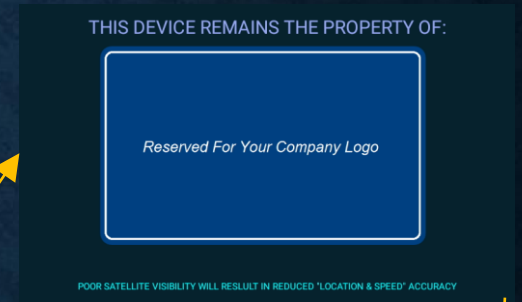 THIS DEVICE REMAINS THE PROPERTY OF:
Reserved For Your Company Logo
POOR SATELLITE VISIBILITY WILL RESLULT IN REDUCED "LOCATION & SPEED" ACCURACY